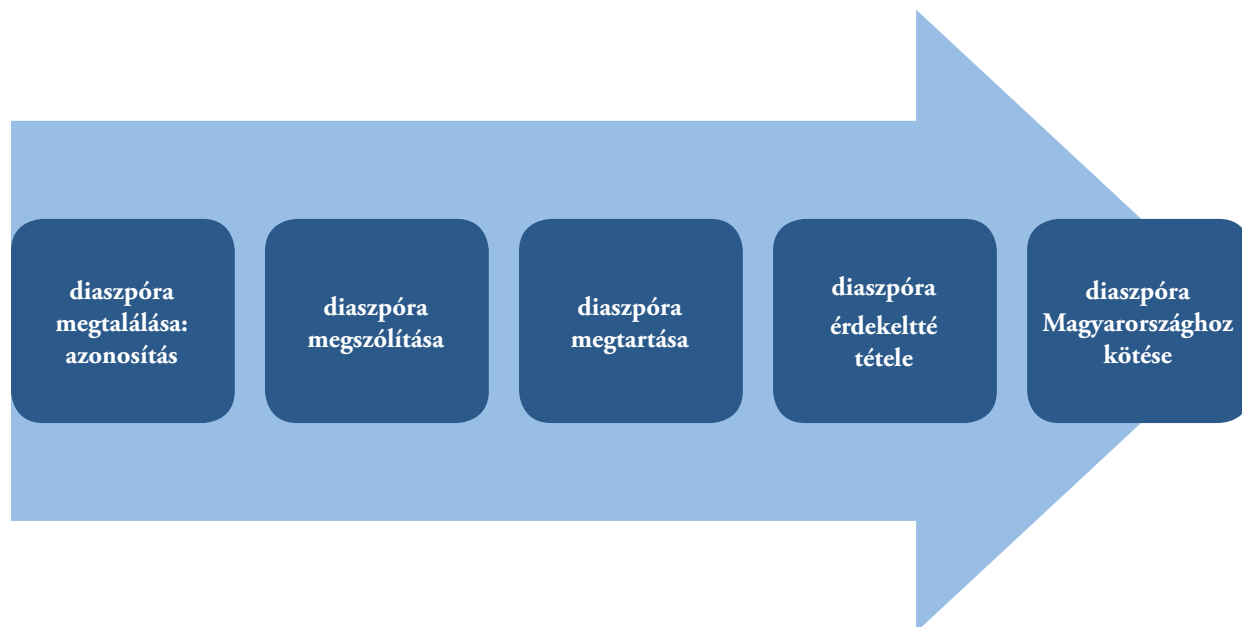 diaszpóra
megtalálása:
azonosítás
diaszpóra
megszólítása
diaszpóra
megtartása
diaszpóra
érdekeltté
tétele
diaszpóra
Magyarországhoz
kötése